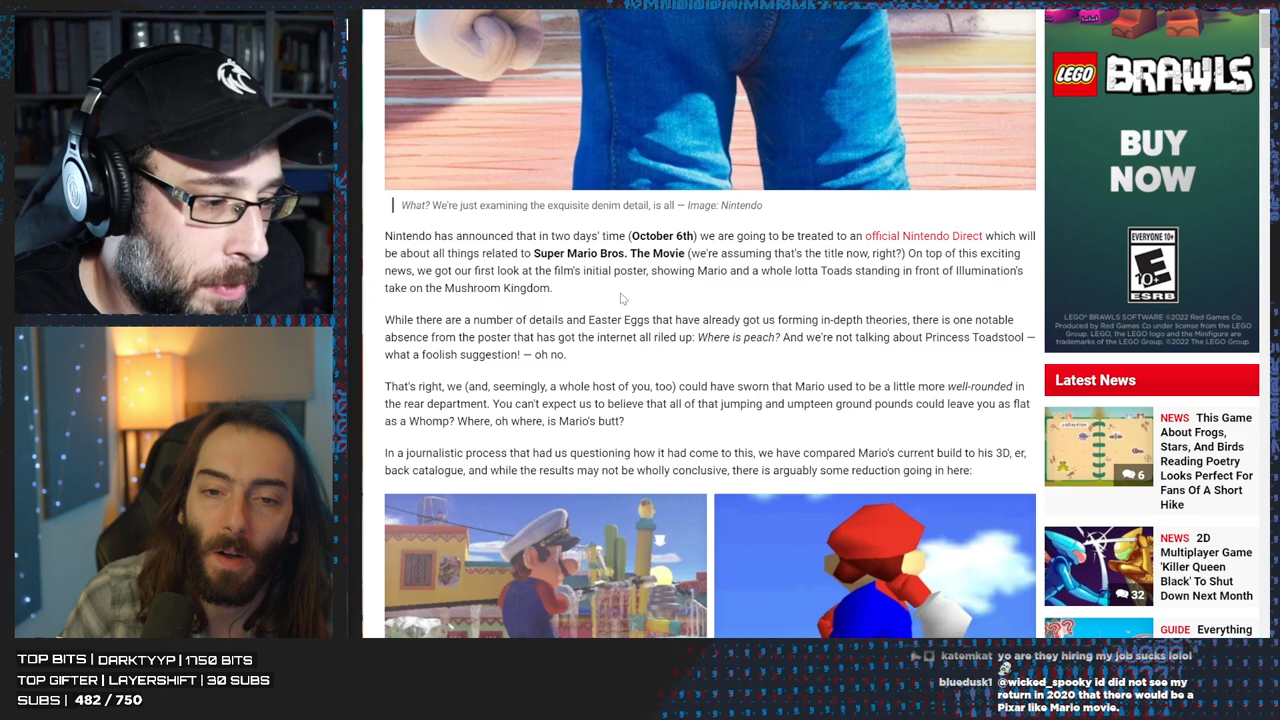 What? We're just examining the exquisite denim detail, is all — Image: Nintendo
Nintendo has announced that in two days' time (October 6th) we are going to be treated to an official Nintendo Direct which will
be about all things related to Super Mario Bros. The Movie (we're assuming that's the title now, right?) On top of this exciting
news, we got our first look at the film's initial poster, showing Mario and a whole lotta Toads standing in front of Illumination's
take on the Mushroom Kingdom.
While there are a number of details and Easter Eggs that have already got us forming in-depth theories, there is one notable
absence from the poster that has got the internet all riled up: Where is peach? And we're not talking about Princess Toadstool —
what a foolish suggestion! — oh no.
That's right, we (and, seemingly, a whole host of you, too) could have sworn that Mario used to be a little more well-rounded in
the rear department. You can't expect us to believe that all of that jumping and umpteen ground pounds could leave you as flat
as a Whomp? Where, oh where, is Mario's butt?
In a journalistic process that had us questioning how it had come to this, we have compared Mario's current build to his 3D, er,
back catalogue, and while the results may not be wholly conclusive, there is arguably some reduction going in here:
LEGO BRAWLS
BUY
NOW
EVERYONE 10+
E
10+
ESRB
LEGO® BRAWLS SOFTWARE ©2022 Red Games Co.
Produced by Red Games Co under license from the LEGO
Group. LEGO, the LEGO logo and the Minifigure are
trademarks of the LEGO Group. ©2022 The LEGO Group.
Latest News
NEWS This Game
About Frogs,
Stars, And Birds
Reading Poetry
Looks Perfect For
Fans Of A Short
Hike
6
NEWS 2D
Multiplayer Game
'Killer Queen
Black' To Shut
Down Next Month
32
GUIDE Everything
TOP BITS | DARKTYYP | 1750 BITS
TOP GIFTER | LAYERSHIFT | 30 SUBS
SUBS | 482 / 750
katemkat yo are they hiring my job sucks lolol
bluedusk1 @wicked_spooky id did not see my
return in 2020 that there would be a
Pixar like Mario movie.